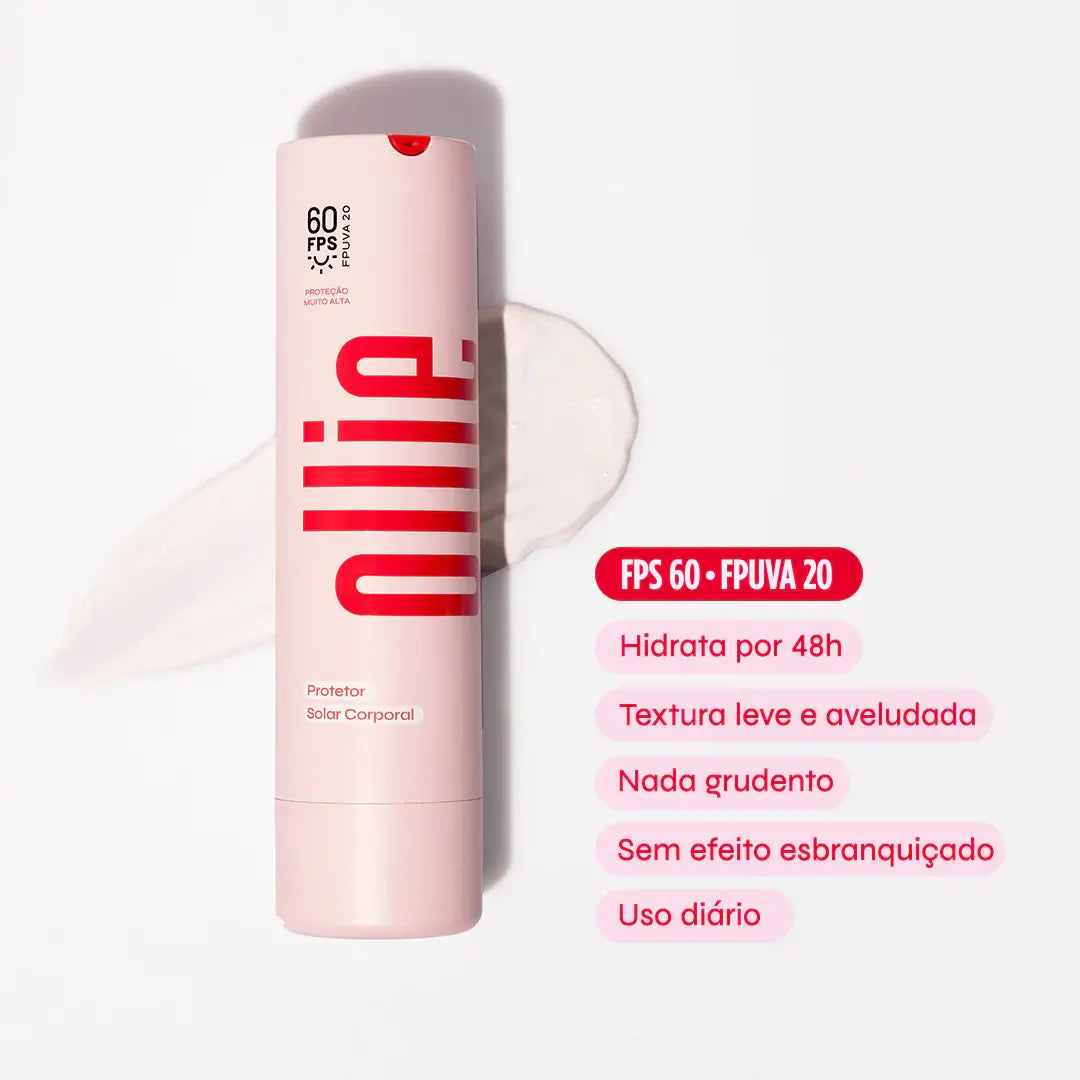 60
FPS
FPUVA 20
PROTEÇÃO
MUITO ALTA
ollie
Protetor
Solar Corporal
FPS 60 • FPUVA 20
Hidrata por 48h
Textura leve e aveludada
Nada grudento
Sem efeito esbranquiçado
Uso diário